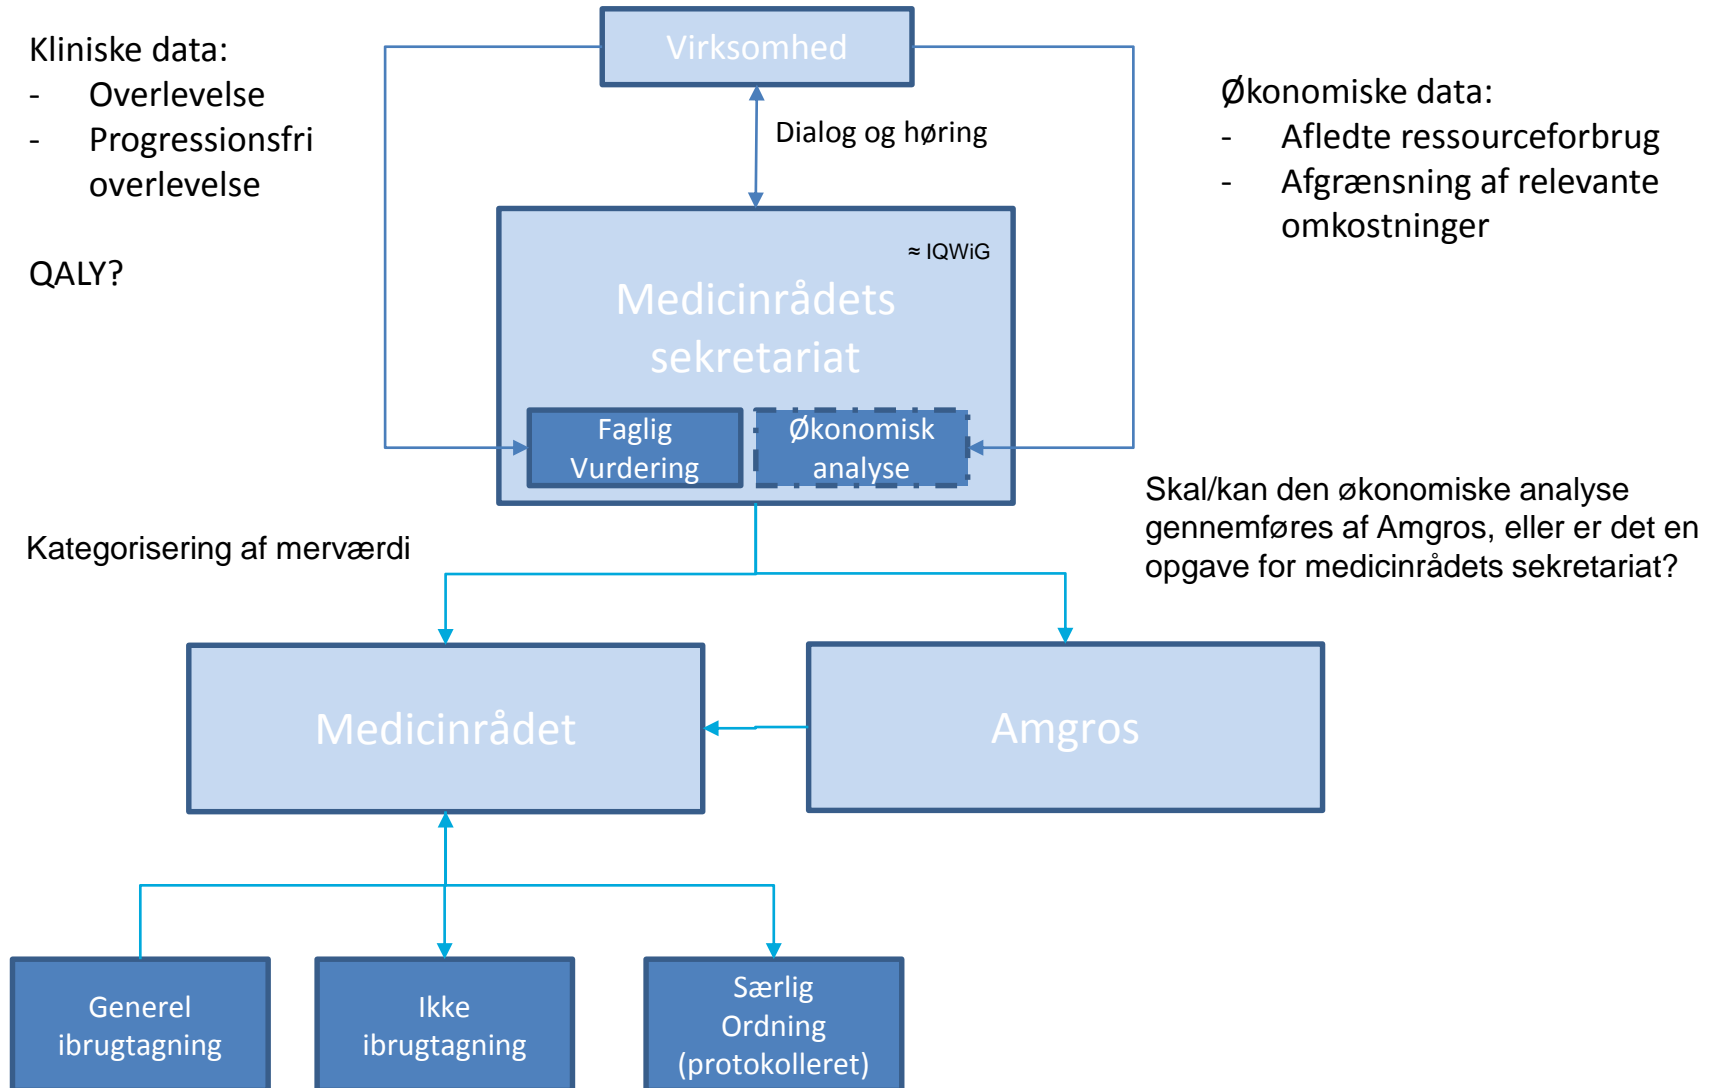 Virksomhed
Kliniske data:
- Overlevelse
- Progressionsfri
overlevelse
QALY?
Dialog og høring
Økonomiske data:
- Afledte ressourceforbrug
- Afgrænsning af relevante
omkostninger
≈ IQWiG
Medicinrådets
sekretariat
Faglig
Vurdering
Økonomisk
analyse
Kategorisering af merværdi
Skal/kan den økonomiske analyse
gennemføres af Amgros, eller er det en
opgave for medicinrådets sekretariat?
Medicinrådet
Amgros
Generel
ibrugtagning
Ikke
ibrugtagning
Særlig
Ordning
(protokolleret)